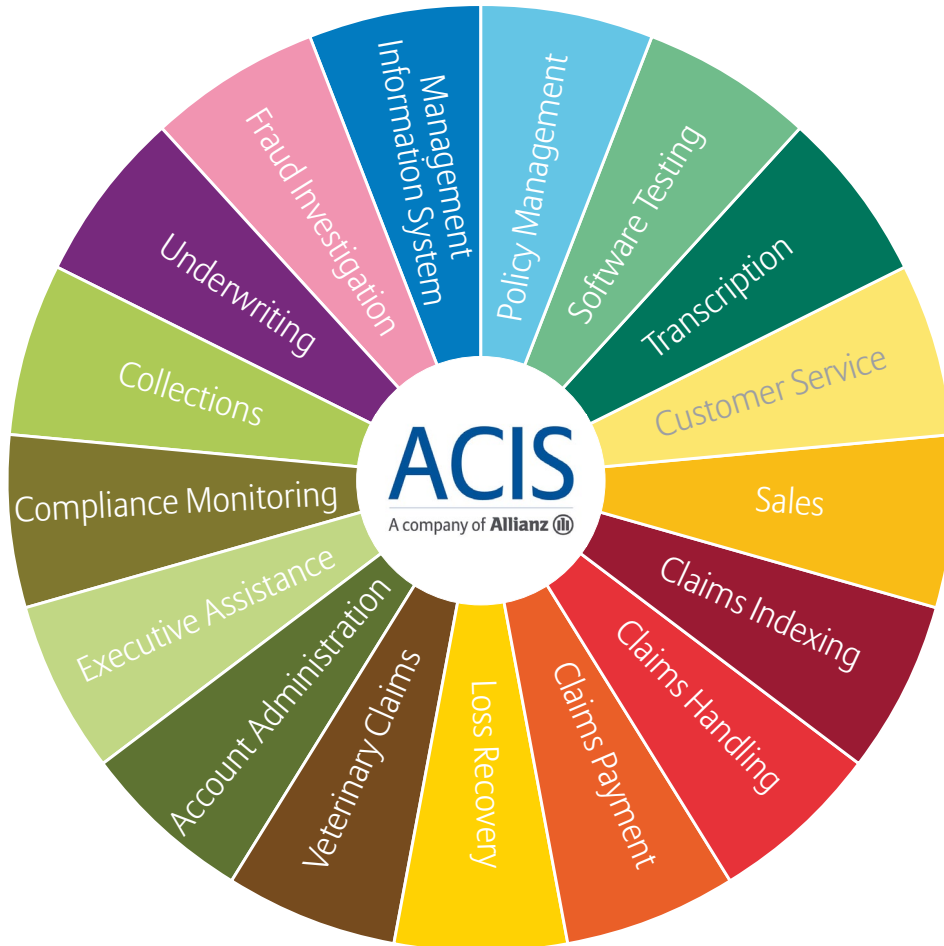 Management
Information System
Policy Management
Software Testing
Transcription
Customer Service
Sales
Claims Indexing
Claims Handling
Claims Payment
Loss Recovery
Veterinary Claims
Account Administration
Executive Assistance
Compliance Monitoring
Collections
Underwriting
Fraud Investigation
ACIS
A company of Allianz